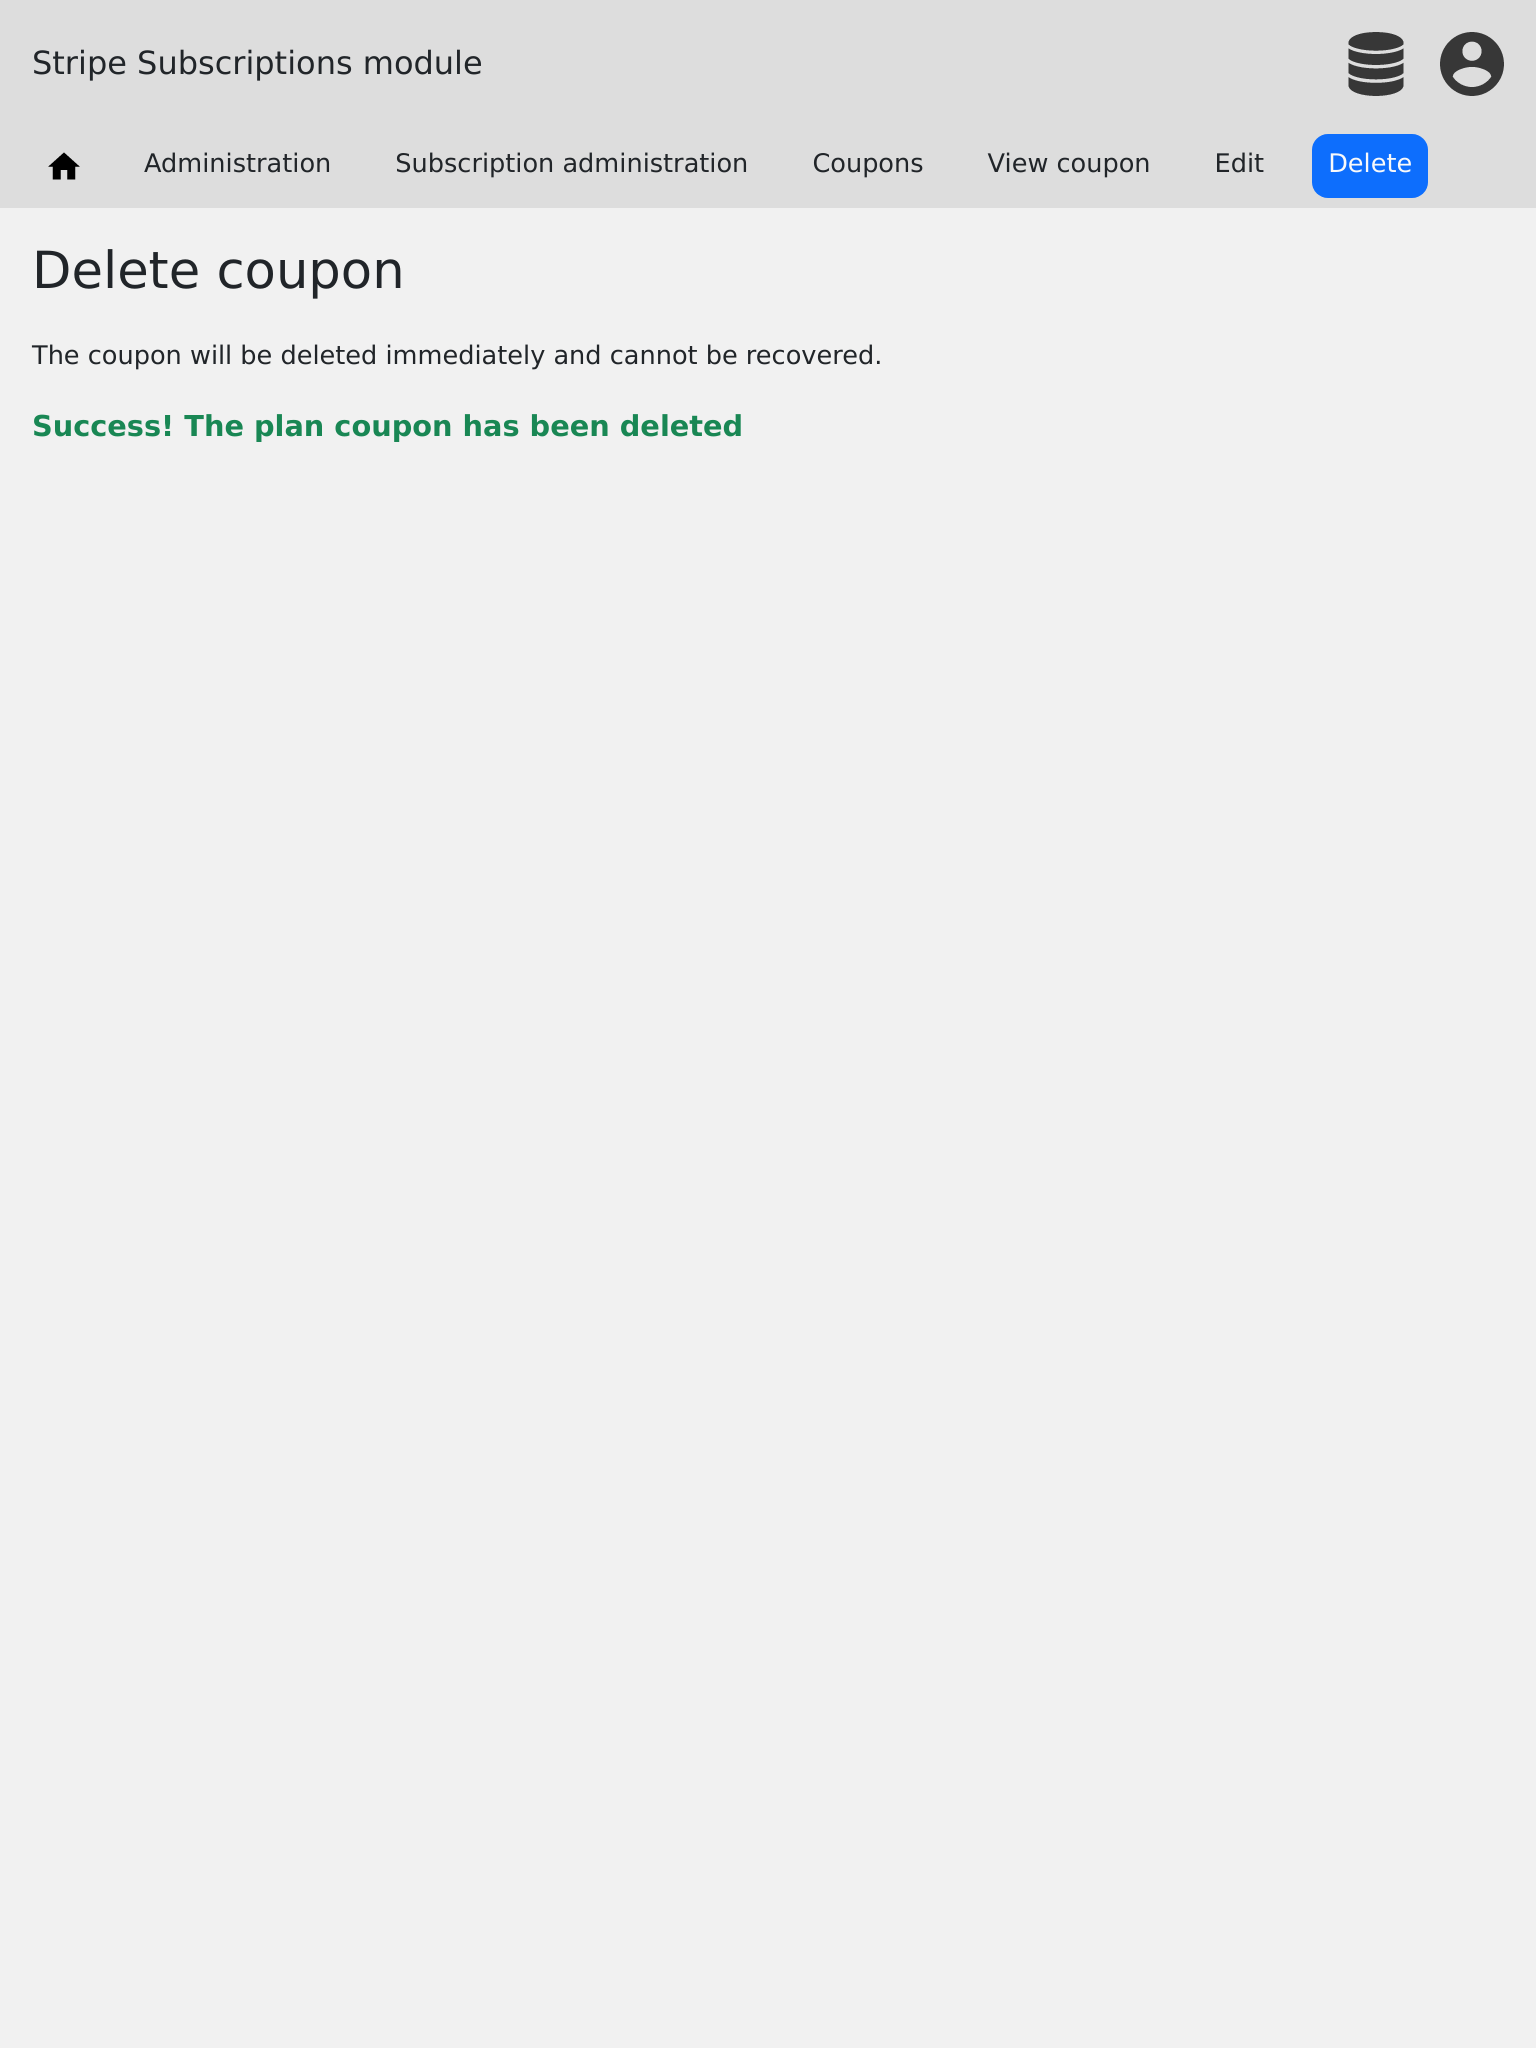 Stripe Subscriptions module
Administration Subscription administration Coupons View coupon Edit Delete
Delete coupon
The coupon will be deleted immediately and cannot be recovered.
Success! The plan coupon has been deleted